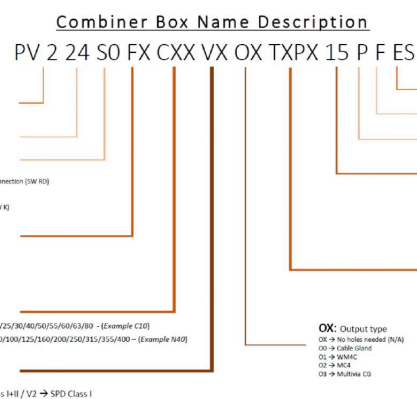 Combiner Box Name Description
PV 2 24 S0 FX CXX VX OX TXPX 15 P F ES
nnection (SW RD)
/ K)
/25/30/40/50/55/60/63/80 - (Example C10)
0/100/125/160/200/250/315/355/400 – (Example N40)
ss I+II / V2 → SPD Class I
OX: Output type
OX → No holes needed (N/A)
O0 → Cable Gland
O1 → WM4C
O2 → MC4
O3 → Multivia CG